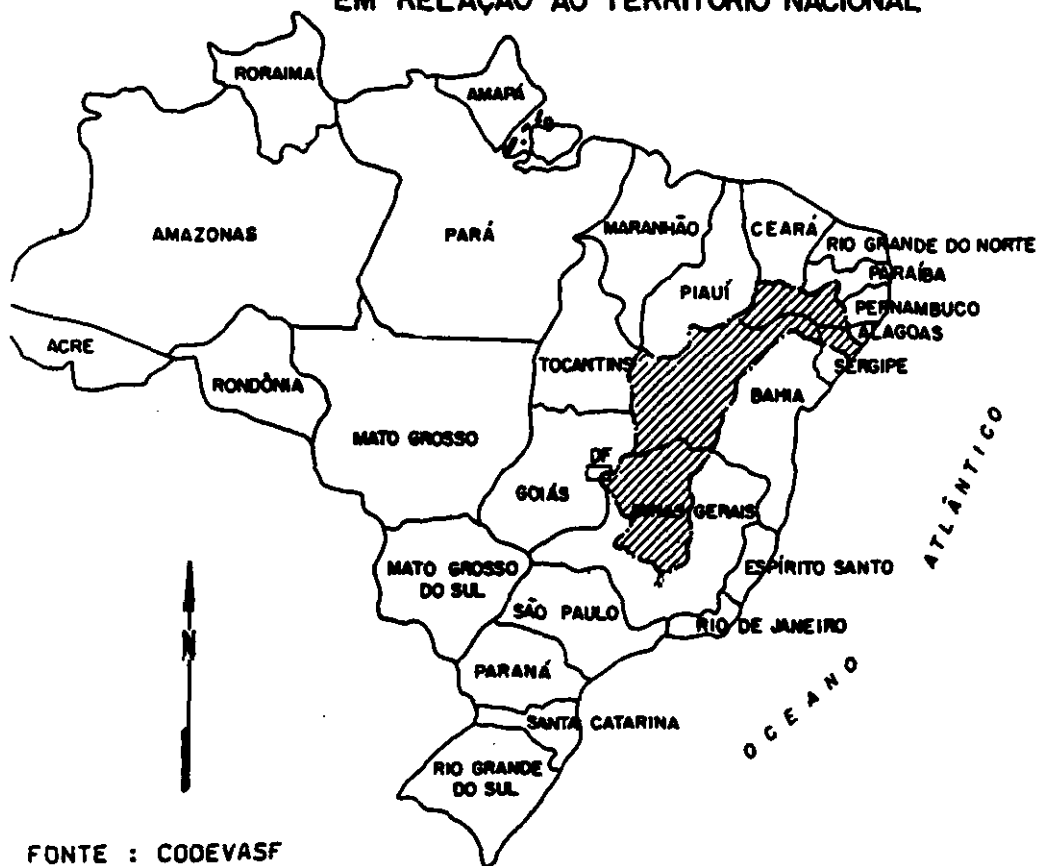 EM RELAÇÃO AO TERRITÓRIO NACIONAL
RORAIMA
AMAPÁ
AMAZONAS
PARÁ
MARANHÃO
CEARÁ
RIO GRANDE DO NORTE
PARAÍBA
PIAUÍ
PERNAMBUCO
ALAGOAS
SERGIPE
ACRE
RONDÔNIA
TOCANTINS
BAHIA
MATO GROSSO
DF
GOIÁS
MINAS GERAIS
MATO GROSSO
DO SUL
ESPÍRITO SANTO
SÃO PAULO
RIO DE JANEIRO
PARANÁ
SANTA CATARINA
RIO GRANDE
DO SUL
OCEANO
ATLÂNTICO
N
FONTE : CODEVASF